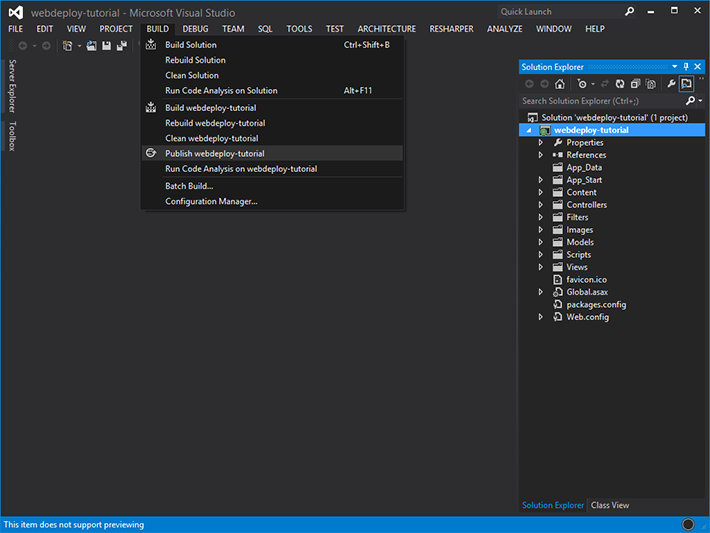 webdeploy-tutorial - Microsoft Visual Studio
Quick Launch
FILE EDIT VIEW PROJECT BUILD DEBUG TEAM SQL TOOLS TEST ARCHITECTURE RESHARPER ANALYZE WINDOW HELP
Server Explorer
Toolbox
Build Solution Ctrl+Shift+B
Rebuild Solution
Clean Solution
Run Code Analysis on Solution Alt+F11
Build webdeploy-tutorial
Rebuild webdeploy-tutorial
Clean webdeploy-tutorial
Publish webdeploy-tutorial
Run Code Analysis on webdeploy-tutorial
Batch Build...
Configuration Manager...
Solution Explorer
Search Solution Explorer (Ctrl+;)
Solution 'webdeploy-tutorial' (1 project)
webdeploy-tutorial
Properties
References
App_Data
App_Start
Content
Controllers
Filters
Images
Models
Scripts
Views
favicon.ico
Global.asax
packages.config
Web.config
Solution Explorer Class View
This item does not support previewing